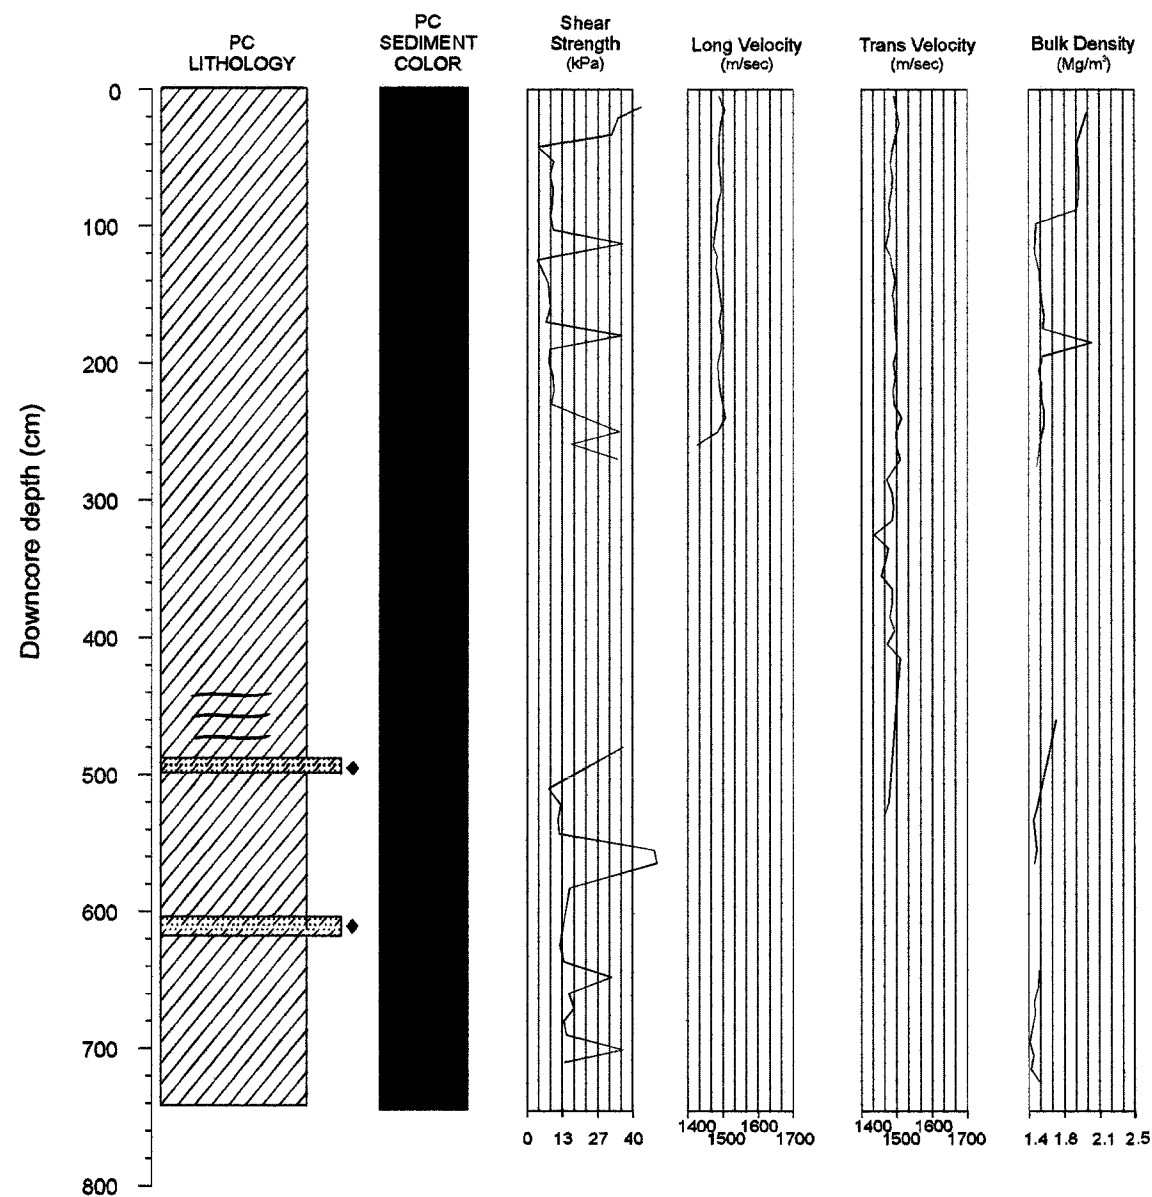 PC
LITHOLOGY
PC
SEDIMENT
COLOR
Shear
Strength
(kPa)
Long Velocity
(m/sec)
Trans Velocity
(m/sec)
Bulk Density
(Mg/m³)
Downcore depth (cm)
0
100
200
300
400
500
600
700
800
0 13 27 40
1400 1500 1600 1700
1400 1500 1600 1700
1.4 1.8 2.1 2.5